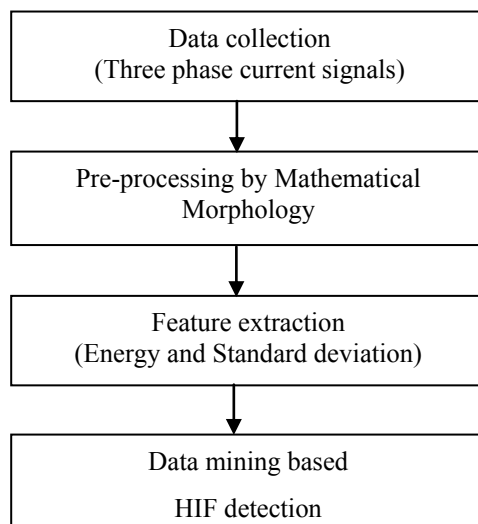 Data collection
(Three phase current signals)
Pre-processing by Mathematical
Morphology
Feature extraction
(Energy and Standard deviation)
Data mining based
HIF detection